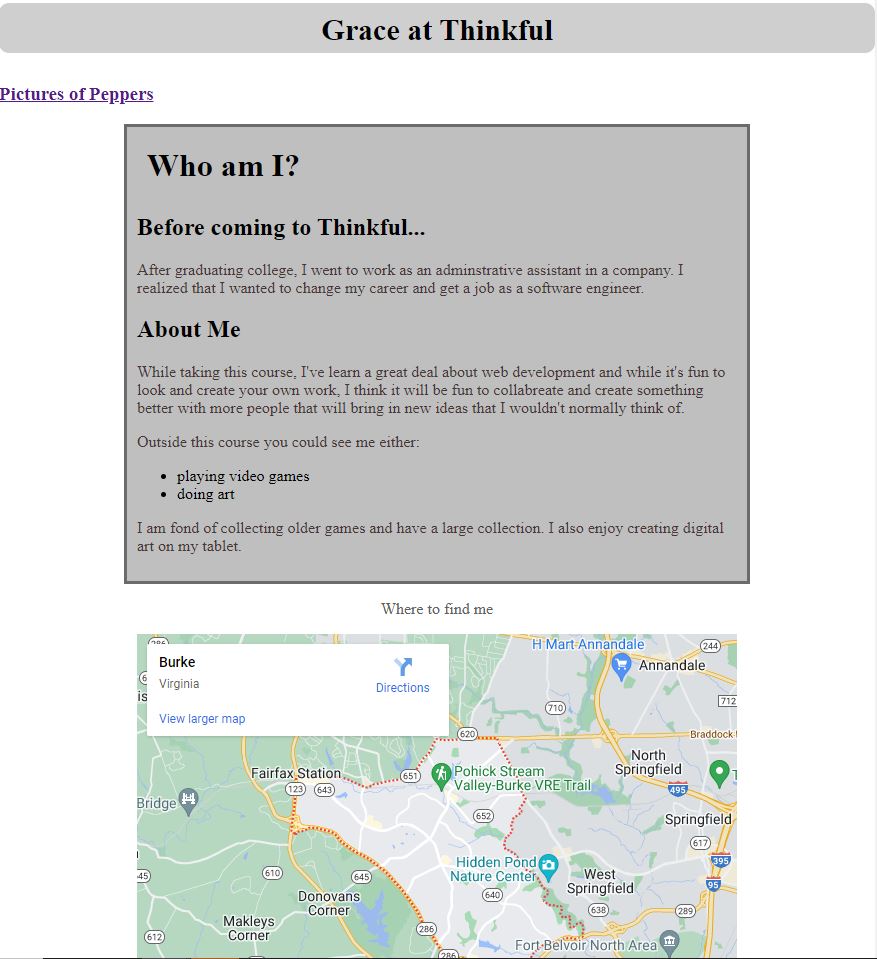 Grace at Thinkful
Pictures of Peppers
Who am I?
Before coming to Thinkful...
After graduating college, I went to work as an adminstrative assistant in a company. I
realized that I wanted to change my career and get a job as a software engineer.
About Me
While taking this course, I've learn a great deal about web development and while it's fun to
look and create your own work, I think it will be fun to collabreate and create something
better with more people that will bring in new ideas that I wouldn't normally think of.
Outside this course you could see me either:
playing video games
doing art
I am fond of collecting older games and have a large collection. I also enjoy creating digital
art on my tablet.
Where to find me
286
Burke
Virginia
Directions
View larger map
H Mart Annandale
244
Annandale
712
710
620
Braddock
North
Springfield
Fairfax Station
651
Pohick Stream
Valley-Burke VRE Trail
495
123
643
Bridge
652
Springfield
617
Hidden Pond
Nature Center
395
95
West
Springfield
45
610
645
640
Donovans
Corner
638
289
Makleys
Corner
612
286
286
Fort Belvoir North Area